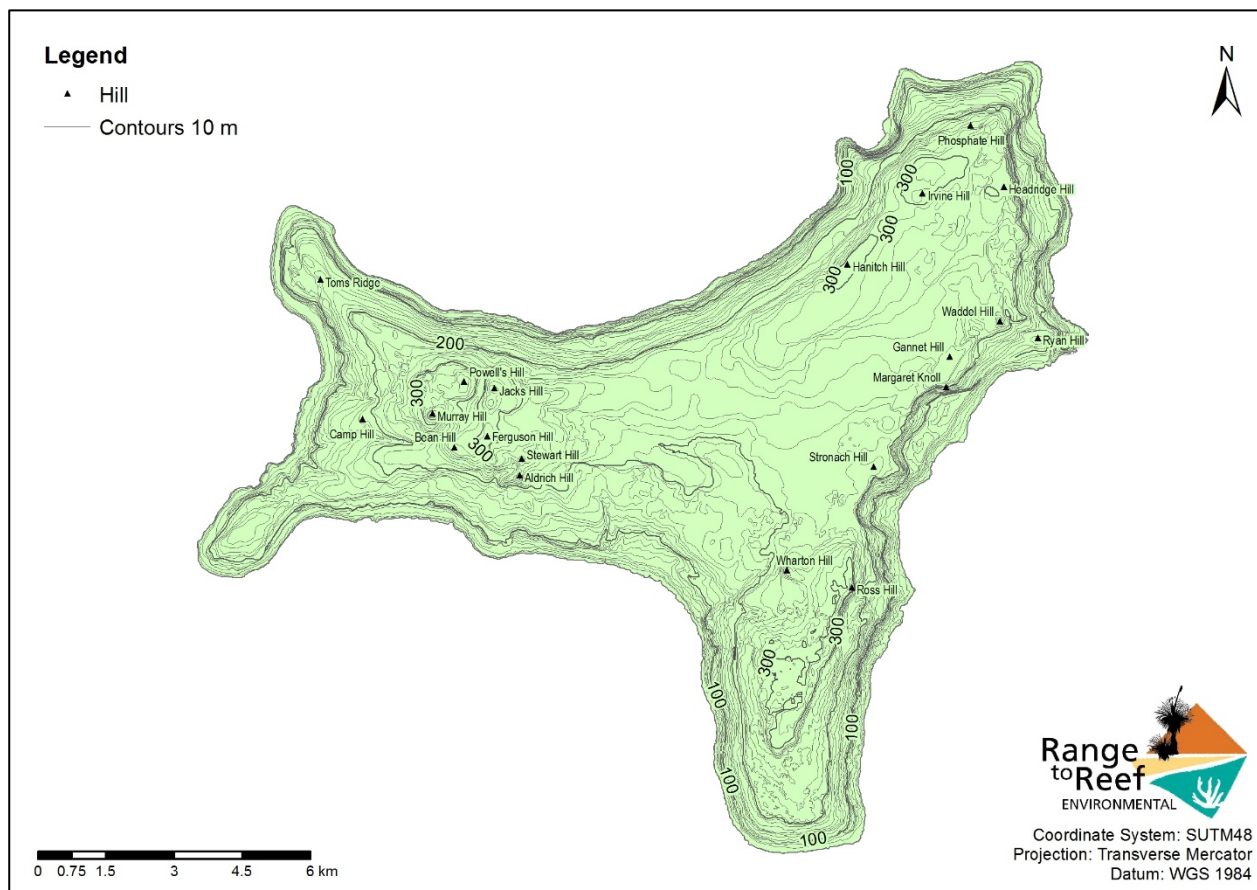 Legend
Hill
Contours 10 m
N
Phosphate Hill
100
300
Irvine Hill
Headridge Hill
300
Hanitch Hill
300
Toms Ridge
Waddol Hill
Ryan Hill
200
Gannet Hill
Powell's Hill
Margaret Knoll
300
Jacks Hill
Murray Hill
Camp Hill
Boan Hill
Ferguson Hill
300
Stewart Hill
Stronach Hill
Aldrich Hill
Wharton Hill
Ross Hill
300
300
100
100
100
100
Range
to
Reef
ENVIRONMENTAL
Coordinate System: SUTM48
Projection: Transverse Mercator
Datum: WGS 1984
0 0.75 1.5 3 4.5 6 km